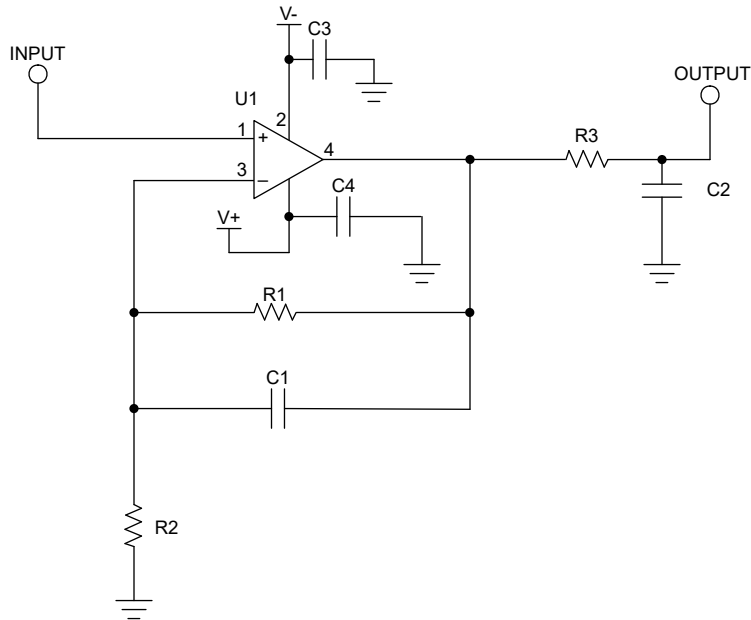 V-
C3
INPUT
OUTPUT
U1
2
1
+
4
R3
3
−
C4
C2
V+
R1
C1
R2